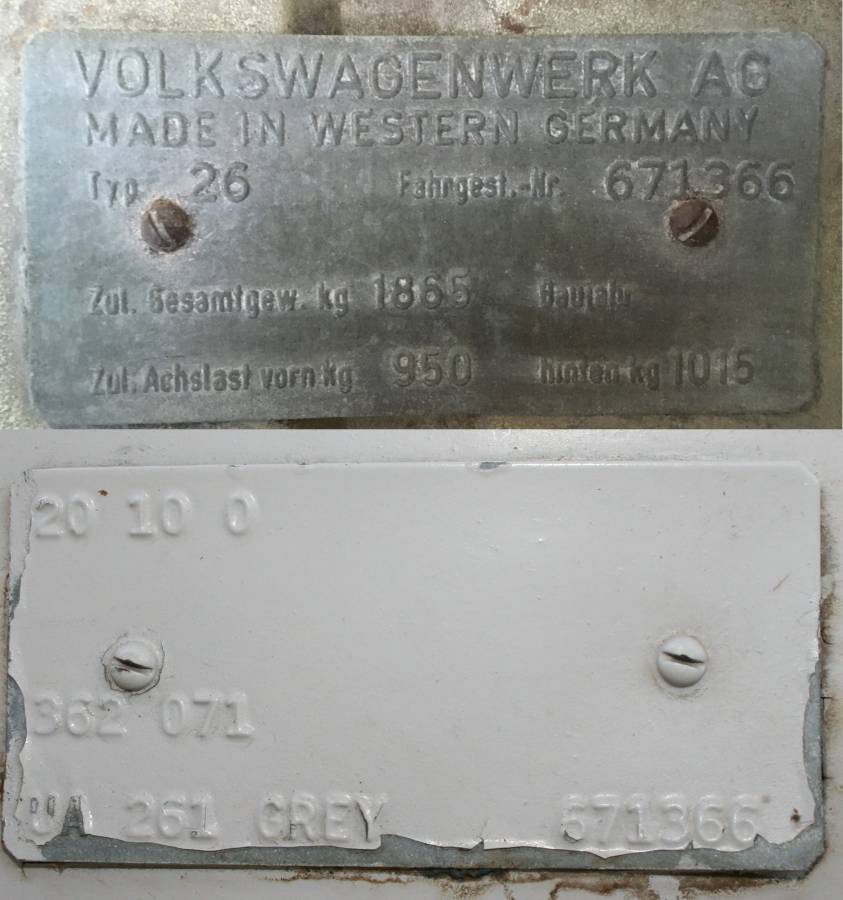 VOLKSWAGENWERK AG
MADE IN WESTERN GERMANY
Typ 26 Fahrgest.-Nr. 671366
Zul. Gesamtgew. kg 1865 Baujahr
Zul. Achslast vorn kg 950 hinten kg 1015
20 10 0
362 071
UA 261 GREY 671366